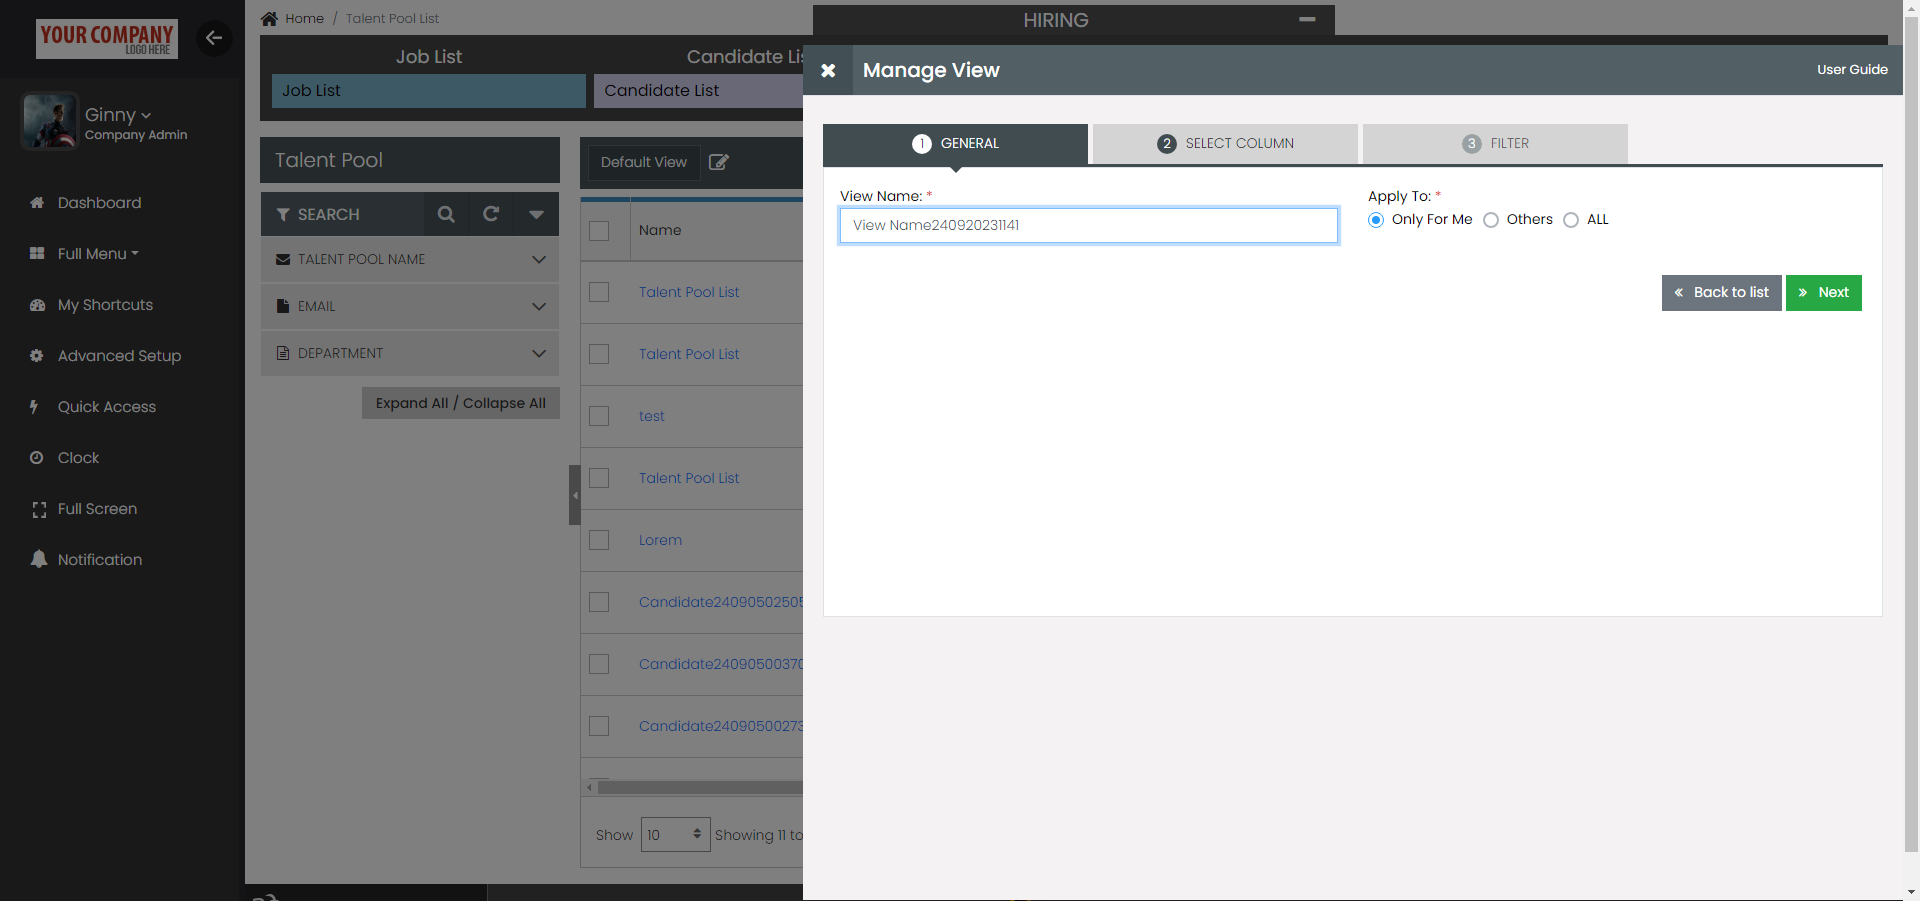 YOUR COMPANY
LOGO HERE
Ginny
Company Admin
Dashboard
Full Menu
My Shortcuts
Advanced Setup
Quick Access
Clock
Full Screen
Notification
Home / Talent Pool List
HIRING
Job List
Candidate Lis
Job List
Candidate List
Talent Pool
SEARCH
TALENT POOL NAME
EMAIL
DEPARTMENT
Expand All / Collapse All
Default View
Name
Talent Pool List
Talent Pool List
test
Talent Pool List
Lorem
Candidate2409050250
Candidate24090500370
Candidate24090500273
Show 10 Showing 11 to
Manage View
User Guide
1 GENERAL
2 SELECT COLUMN
3 FILTER
View Name: *
View Name240920231141
Apply To: *
Only For Me Others ALL
« Back to list
» Next